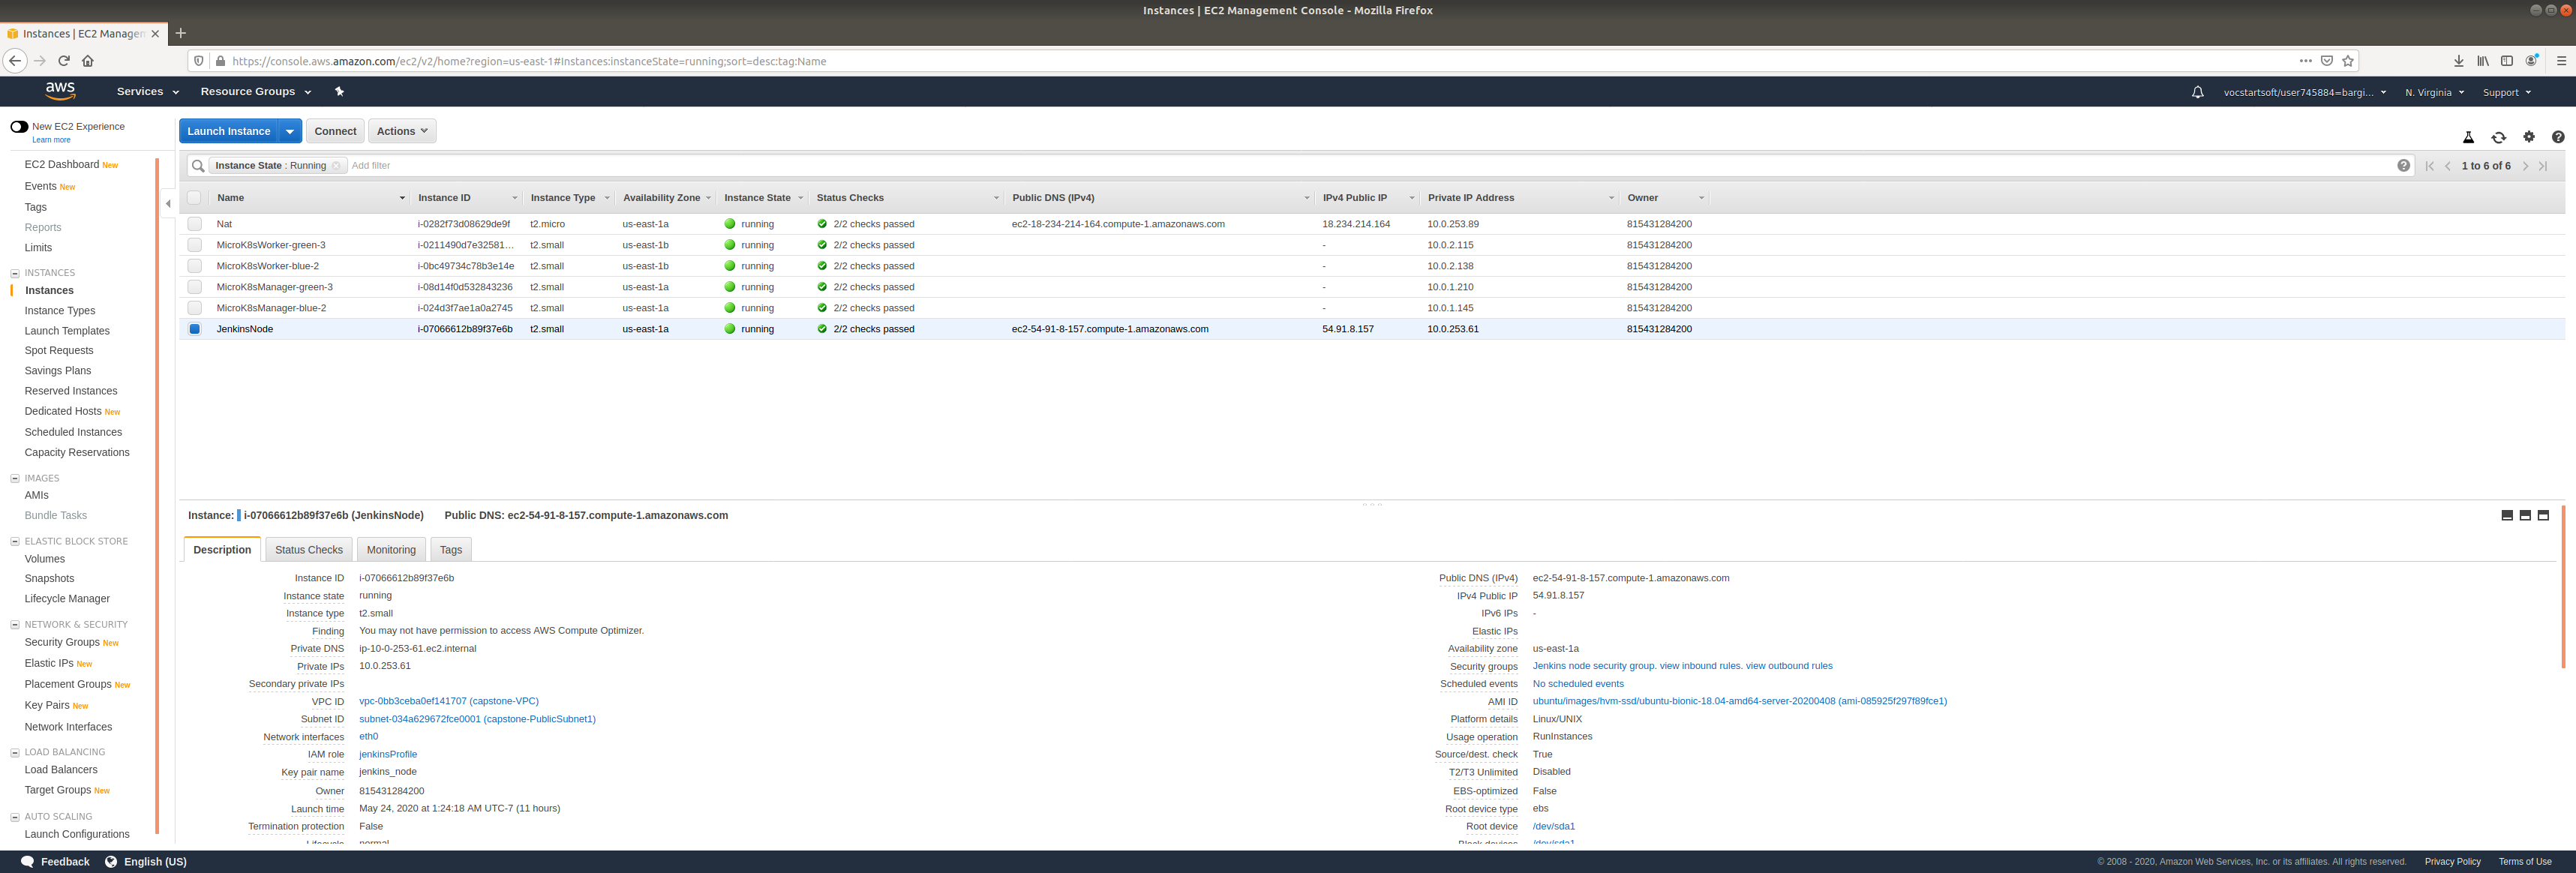 Instances | EC2 Management Console - Mozilla Firefox
Instances | EC2 Managem
https://console.aws.amazon.com/ec2/v2/home?region=us-east-1#Instances:instanceState=running;sort=desc:tag:Name
aws Services Resource Groups vocstartsoft/user745884=bargi... N. Virginia Support
New EC2 Experience
Learn more
EC2 Dashboard New
Events New
Tags
Reports
Limits
INSTANCES
Instances
Instance Types
Launch Templates
Spot Requests
Savings Plans
Reserved Instances
Dedicated Hosts New
Scheduled Instances
Capacity Reservations
IMAGES
AMIs
Bundle Tasks
ELASTIC BLOCK STORE
Volumes
Snapshots
Lifecycle Manager
NETWORK & SECURITY
Security Groups New
Elastic IPs New
Placement Groups New
Key Pairs New
Network Interfaces
LOAD BALANCING
Load Balancers
Target Groups New
AUTO SCALING
Launch Configurations
Launch Instance Connect Actions
Instance State : Running Add filter 1 to 6 of 6
Name Instance ID Instance Type Availability Zone Instance State Status Checks Public DNS (IPv4) IPv4 Public IP Private IP Address Owner
Nat i-0282f73d08629de9f t2.micro us-east-1a running 2/2 checks passed ec2-18-234-214-164.compute-1.amazonaws.com 18.234.214.164 10.0.253.89 815431284200
MicroK8sWorker-green-3 i-0211490d7e32581... t2.small us-east-1b running 2/2 checks passed - 10.0.2.115 815431284200
MicroK8sWorker-blue-2 i-0bc49734c78b3e14e t2.small us-east-1b running 2/2 checks passed - 10.0.2.138 815431284200
MicroK8sManager-green-3 i-08d14f0d532843236 t2.small us-east-1a running 2/2 checks passed - 10.0.1.210 815431284200
MicroK8sManager-blue-2 i-024d3f7ae1a0a2745 t2.small us-east-1a running 2/2 checks passed - 10.0.1.145 815431284200
JenkinsNode i-07066612b89f37e6b t2.small us-east-1a running 2/2 checks passed ec2-54-91-8-157.compute-1.amazonaws.com 54.91.8.157 10.0.253.61 815431284200
Instance: i-07066612b89f37e6b (JenkinsNode) Public DNS: ec2-54-91-8-157.compute-1.amazonaws.com
Description Status Checks Monitoring Tags
Instance ID i-07066612b89f37e6b
Instance state running
Instance type t2.small
Finding You may not have permission to access AWS Compute Optimizer.
Private DNS ip-10-0-253-61.ec2.internal
Private IPs 10.0.253.61
Secondary private IPs
VPC ID vpc-0bb3ceba0ef141707 (capstone-VPC)
Subnet ID subnet-034a629672fce0001 (capstone-PublicSubnet1)
Network interfaces eth0
IAM role jenkinsProfile
Key pair name jenkins_node
Owner 815431284200
Launch time May 24, 2020 at 1:24:18 AM UTC-7 (11 hours)
Termination protection False
Lifecycle normal
Public DNS (IPv4) ec2-54-91-8-157.compute-1.amazonaws.com
IPv4 Public IP 54.91.8.157
IPv6 IPs -
Elastic IPs
Availability zone us-east-1a
Security groups Jenkins node security group. view inbound rules. view outbound rules
Scheduled events No scheduled events
AMI ID ubuntu/images/hvm-ssd/ubuntu-bionic-18.04-amd64-server-20200408 (ami-085925f297f89fce1)
Platform details Linux/UNIX
Usage operation RunInstances
Source/dest. check True
T2/T3 Unlimited Disabled
EBS-optimized False
Root device type ebs
Root device /dev/sda1
Block devices /dev/sda1
Feedback English (US) © 2008 - 2020, Amazon Web Services, Inc. or its affiliates. All rights reserved. Privacy Policy Terms of Use